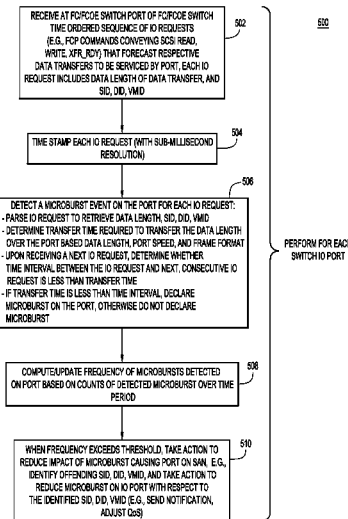 500
RECEIVE AT FC/FCOE SWITCH PORT OF FC/FCOE SWITCH
TIME ORDERED SEQUENCE OF IO REQUESTS
(E.G., FCP COMMANDS CONVEYING SCSI READ,
WRITE, XFR_RDY) THAT FORECAST RESPECTIVE
DATA TRANSFERS TO BE SERVICED BY PORT, EACH IO
REQUEST INCLUDES DATA LENGTH OF DATA TRANSFER, AND
SID, DID, VMID
502
TIME STAMP EACH IO REQUEST (WITH SUB-MILLISECOND
RESOLUTION)
504
DETECT A MICROBURST EVENT ON THE PORT FOR EACH IO REQUEST:
- PARSE IO REQUEST TO RETRIEVE DATA LENGTH, SID, DID, VMID
- DETERMINE TRANSFER TIME REQUIRED TO TRANSFER THE DATA LENGTH
OVER THE PORT BASED DATA LENGTH, PORT SPEED, AND FRAME FORMAT
- UPON RECEIVING A NEXT IO REQUEST, DETERMINE WHETHER
TIME INTERVAL BETWEEN THE IO REQUEST AND NEXT, CONSECUTIVE IO
REQUEST IS LESS THAN TRANSFER TIME
- IF TRANSFER TIME IS LESS THAN TIME INTERVAL, DECLARE
MICROBURST ON THE PORT, OTHERWISE DO NOT DECLARE
MICROBURST
506
PERFORM FOR EACH
SWITCH IO PORT
COMPUTE/UPDATE FREQUENCY OF MICROBURSTS DETECTED
ON PORT BASED ON COUNTS OF DETECTED MICROBURST OVER TIME
PERIOD
508
WHEN FREQUENCY EXCEEDS THRESHOLD, TAKE ACTION TO
REDUCE IMPACT OF MICROBURST CAUSING PORT ON SAN, E.G.,
IDENTIFY OFFENDING SID, DID, VMID, AND TAKE ACTION TO
REDUCE MICROBURST ON IO PORT WITH RESPECT
TO THE IDENTIFIED SID, DID, VMID (E.G., SEND NOTIFICATION,
ADJUST QoS)
510